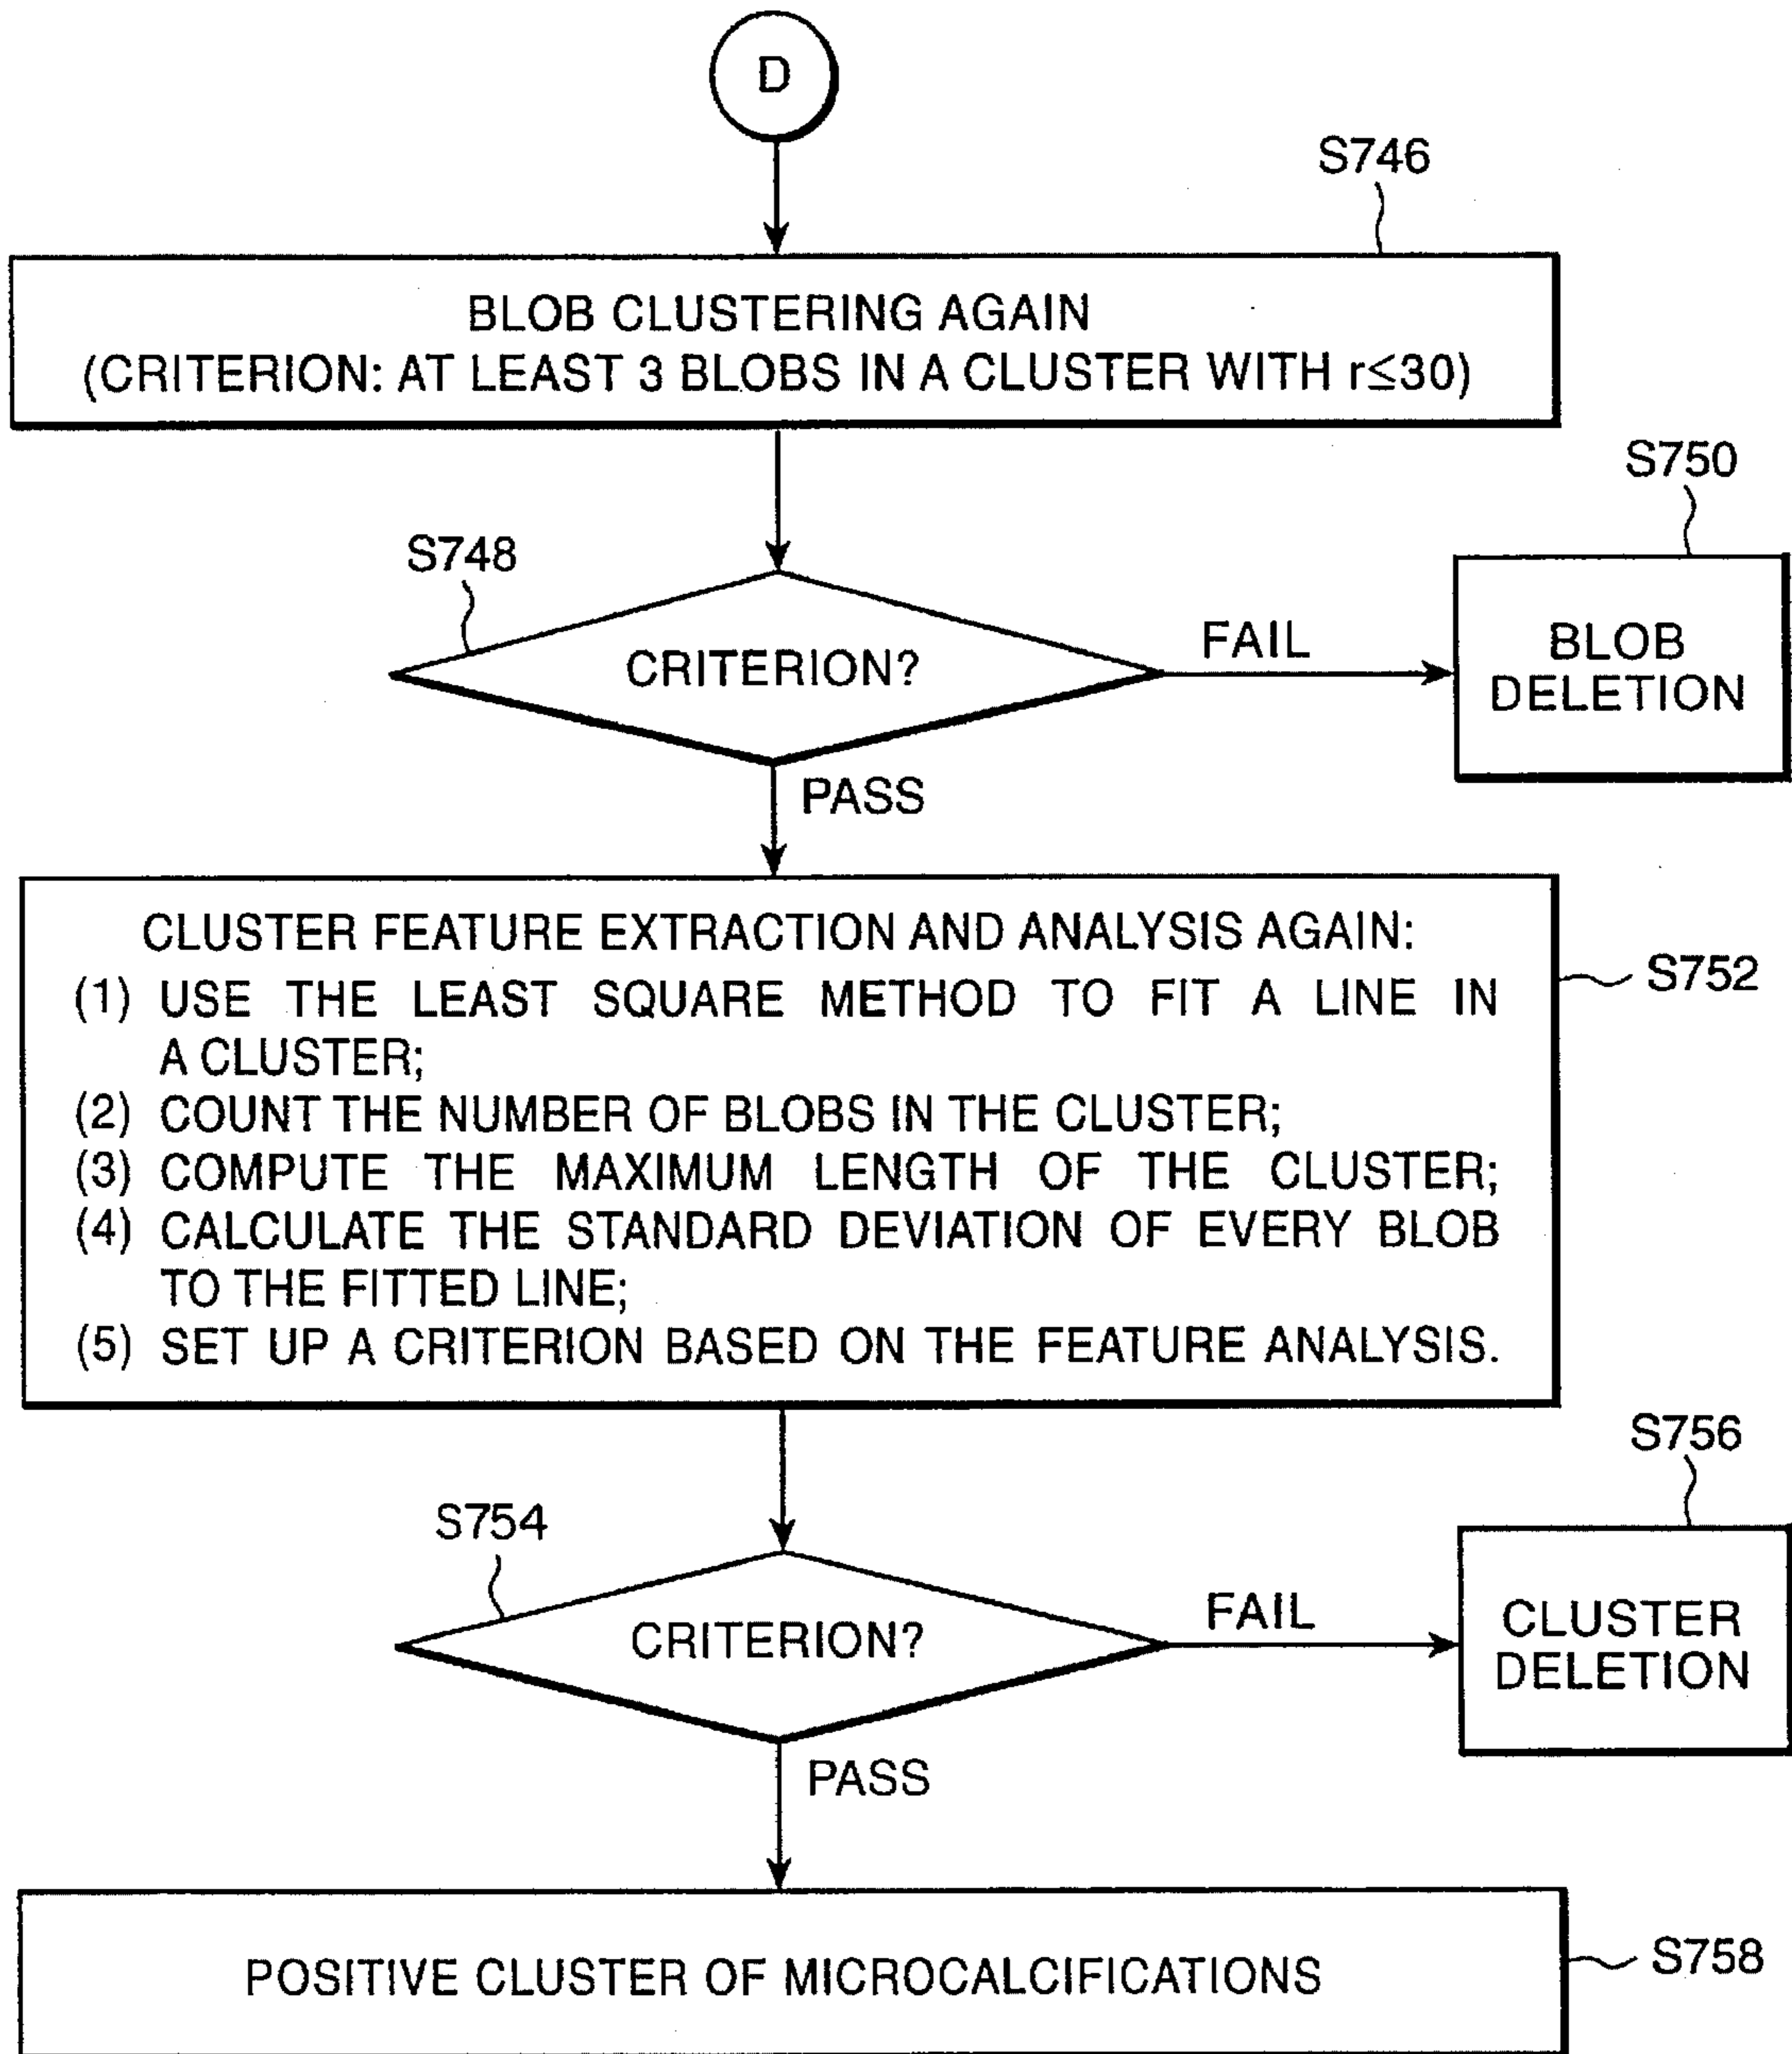 D
S746
BLOB CLUSTERING AGAIN
(CRITERION: AT LEAST 3 BLOBS IN A CLUSTER WITH r≤30)
S750
S748
CRITERION?
FAIL
BLOB
DELETION
PASS
CLUSTER FEATURE EXTRACTION AND ANALYSIS AGAIN:
(1) USE THE LEAST SQUARE METHOD TO FIT A LINE IN
A CLUSTER;
(2) COUNT THE NUMBER OF BLOBS IN THE CLUSTER;
(3) COMPUTE THE MAXIMUM LENGTH OF THE CLUSTER;
(4) CALCULATE THE STANDARD DEVIATION OF EVERY BLOB
TO THE FITTED LINE;
(5) SET UP A CRITERION BASED ON THE FEATURE ANALYSIS.
S752
S756
S754
CRITERION?
FAIL
CLUSTER
DELETION
PASS
POSITIVE CLUSTER OF MICROCALCIFICATIONS
S758